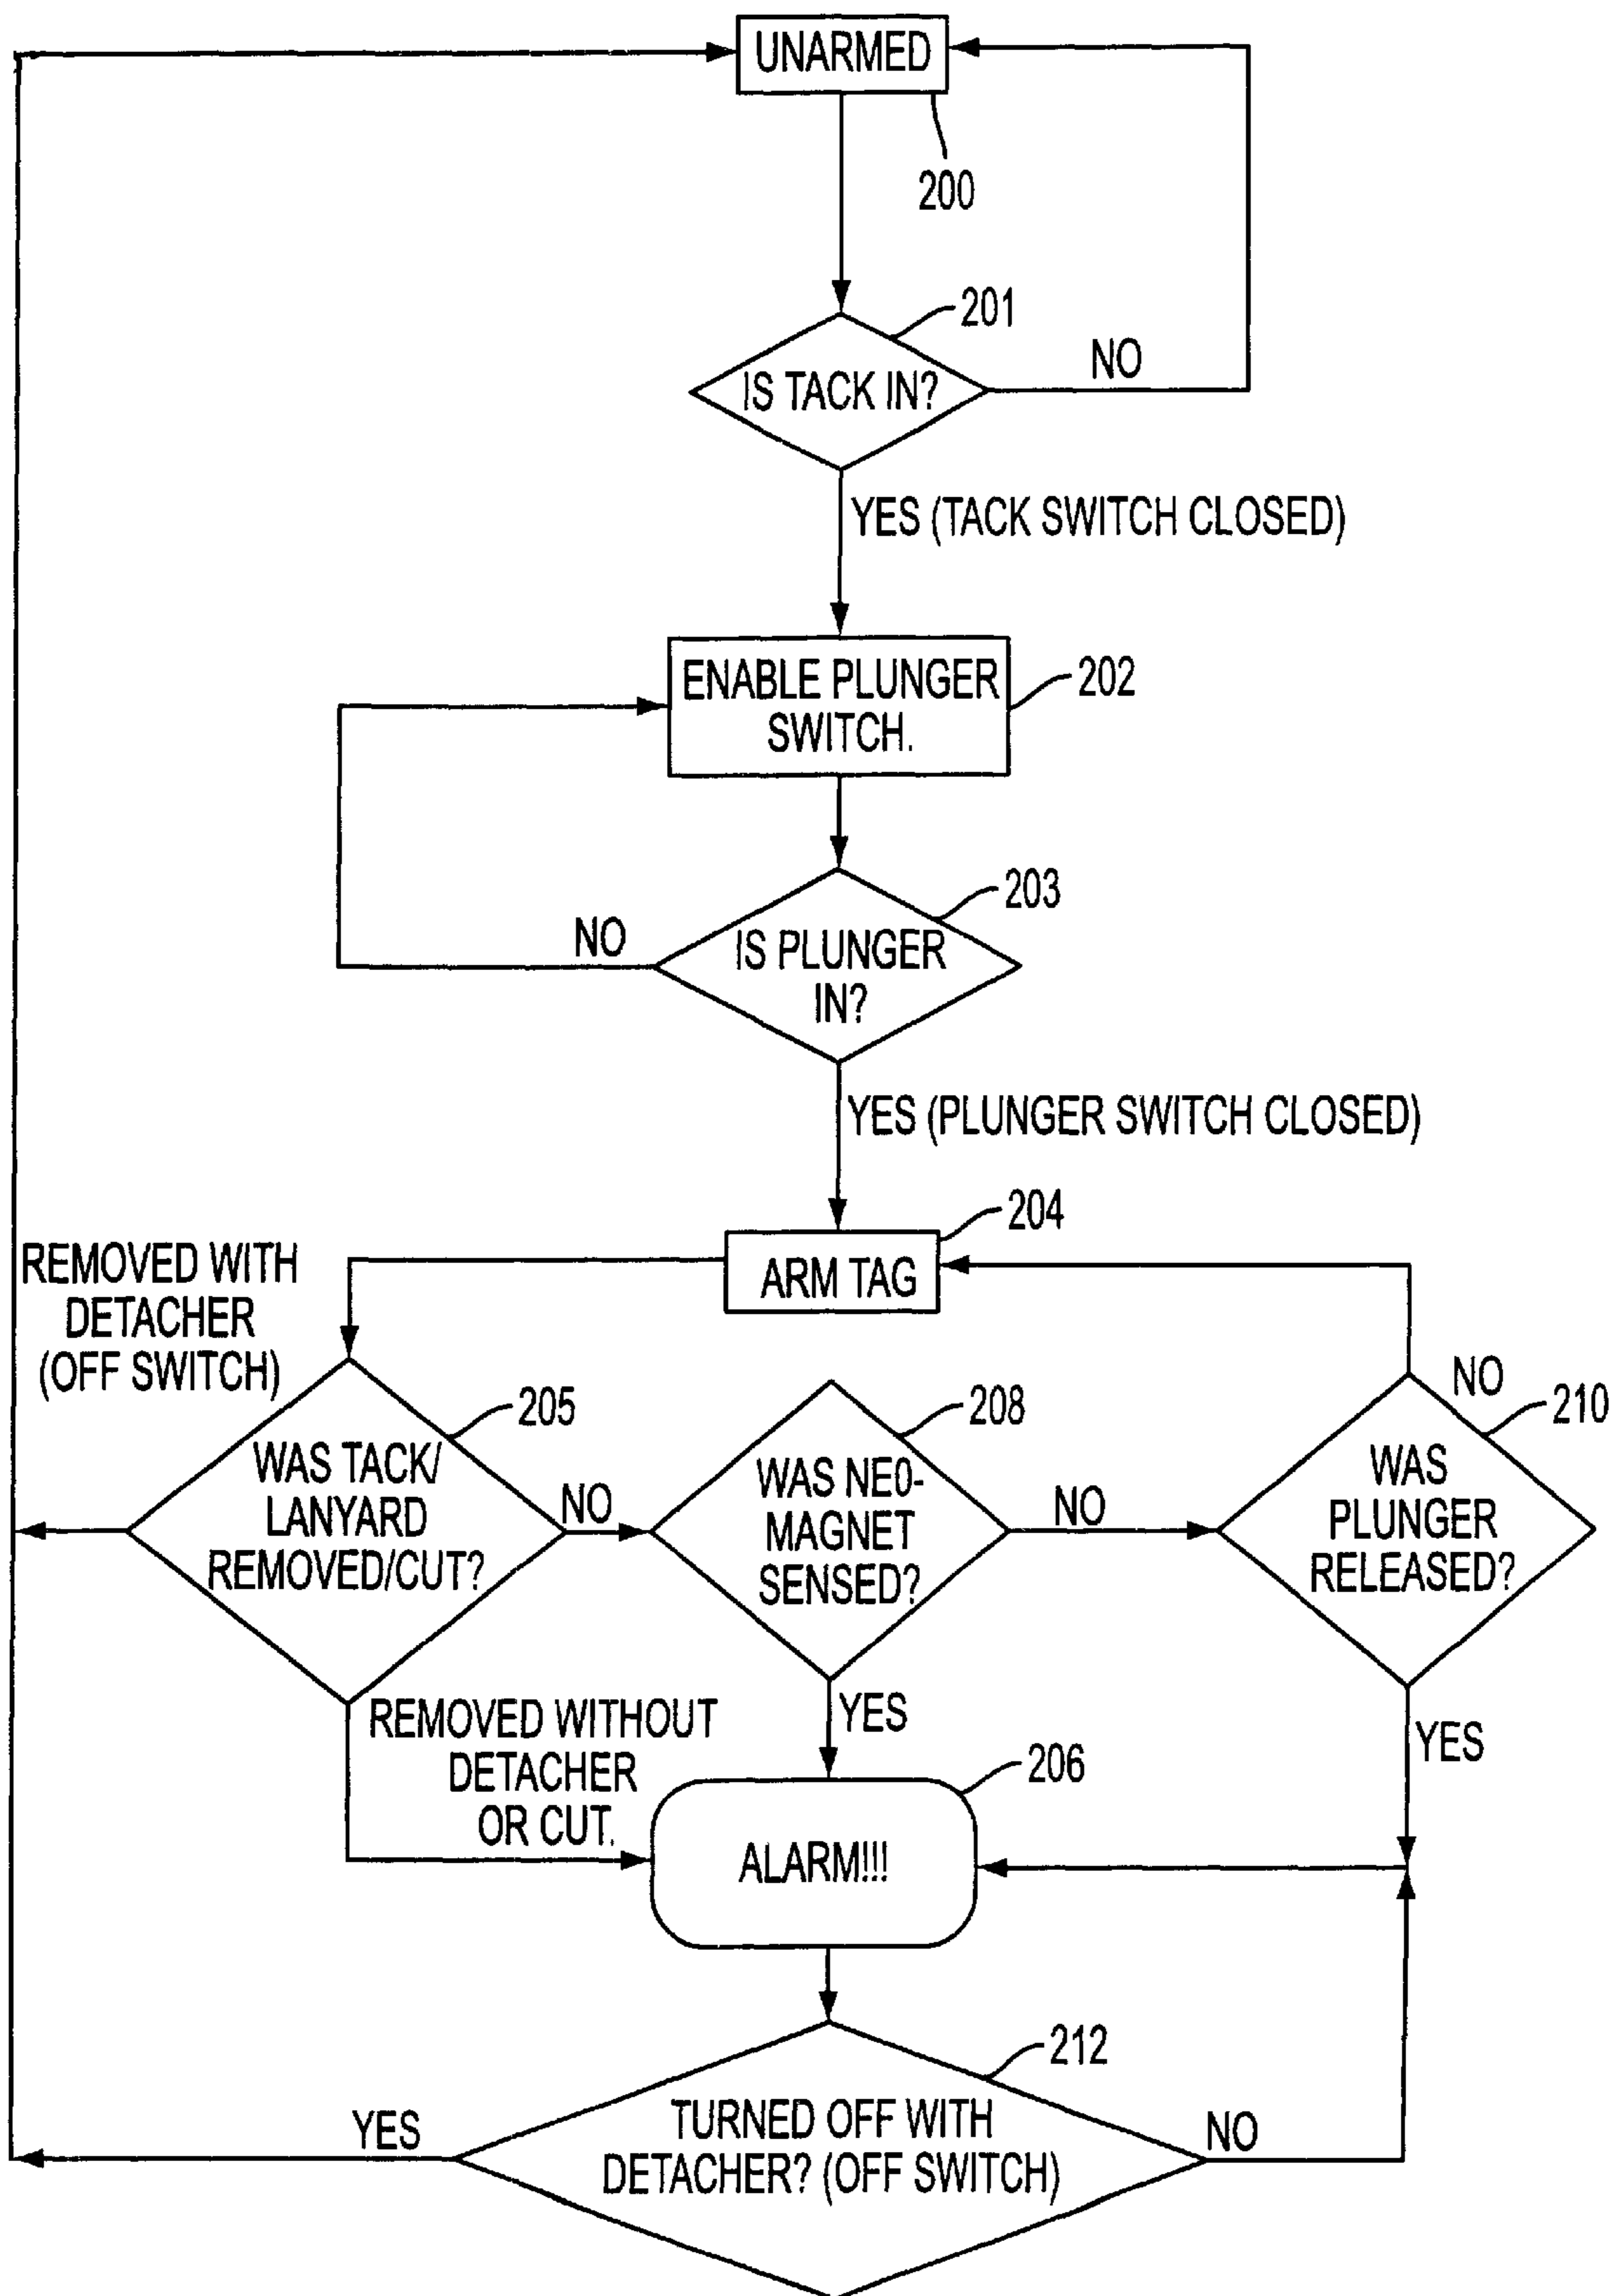 UNARMED
200
201
IS TACK IN?
NO
YES (TACK SWITCH CLOSED)
ENABLE PLUNGER
SWITCH.
202
203
NO
IS PLUNGER
IN?
YES (PLUNGER SWITCH CLOSED)
204
ARM TAG
REMOVED WITH
DETACHER
(OFF SWITCH)
205
WAS TACK/
LANYARD
REMOVED/CUT?
NO
208
WAS NEO-
MAGNET
SENSED?
NO
NO
210
WAS
PLUNGER
RELEASED?
REMOVED WITHOUT
DETACHER
OR CUT.
YES
YES
206
ALARM!!!
212
YES
TURNED OFF WITH
DETACHER? (OFF SWITCH)
NO